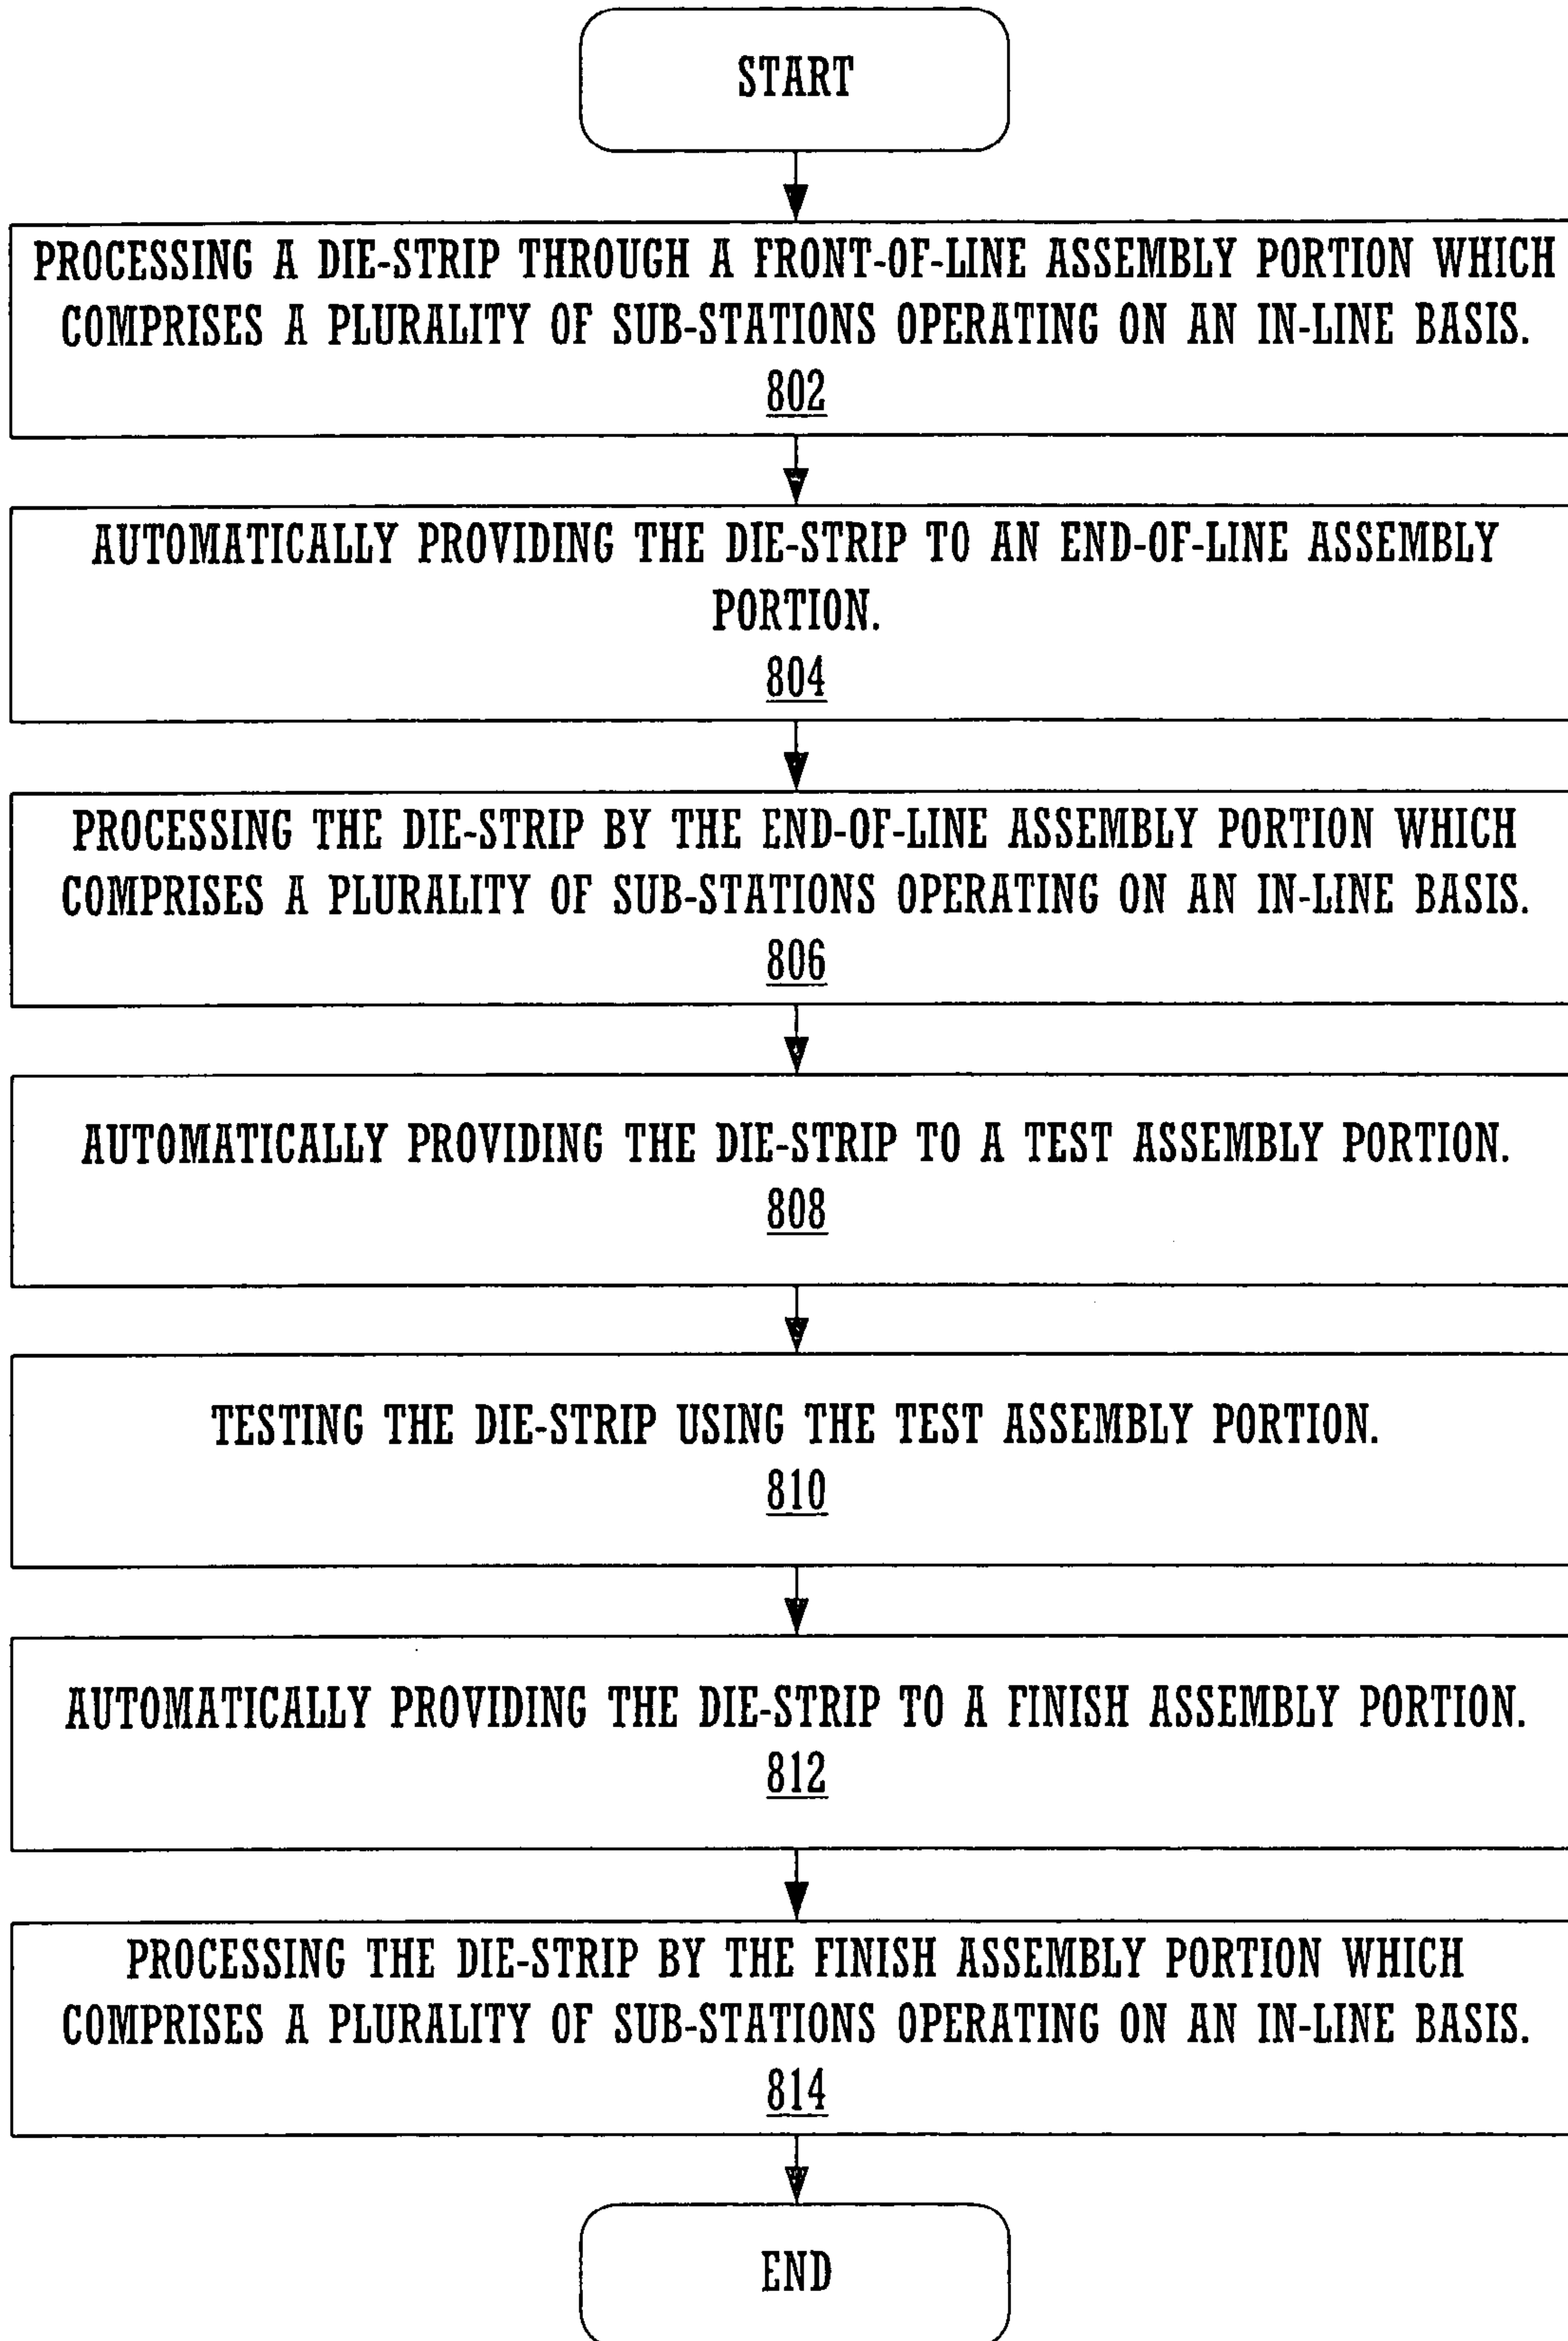 START
PROCESSING A DIE-STRIP THROUGH A FRONT-OF-LINE ASSEMBLY PORTION WHICH
COMPRISES A PLURALITY OF SUB-STATIONS OPERATING ON AN IN-LINE BASIS.
802
AUTOMATICALLY PROVIDING THE DIE-STRIP TO AN END-OF-LINE ASSEMBLY
PORTION.
804
PROCESSING THE DIE-STRIP BY THE END-OF-LINE ASSEMBLY PORTION WHICH
COMPRISES A PLURALITY OF SUB-STATIONS OPERATING ON AN IN-LINE BASIS.
806
AUTOMATICALLY PROVIDING THE DIE-STRIP TO A TEST ASSEMBLY PORTION.
808
TESTING THE DIE-STRIP USING THE TEST ASSEMBLY PORTION.
810
AUTOMATICALLY PROVIDING THE DIE-STRIP TO A FINISH ASSEMBLY PORTION.
812
PROCESSING THE DIE-STRIP BY THE FINISH ASSEMBLY PORTION WHICH
COMPRISES A PLURALITY OF SUB-STATIONS OPERATING ON AN IN-LINE BASIS.
814
END